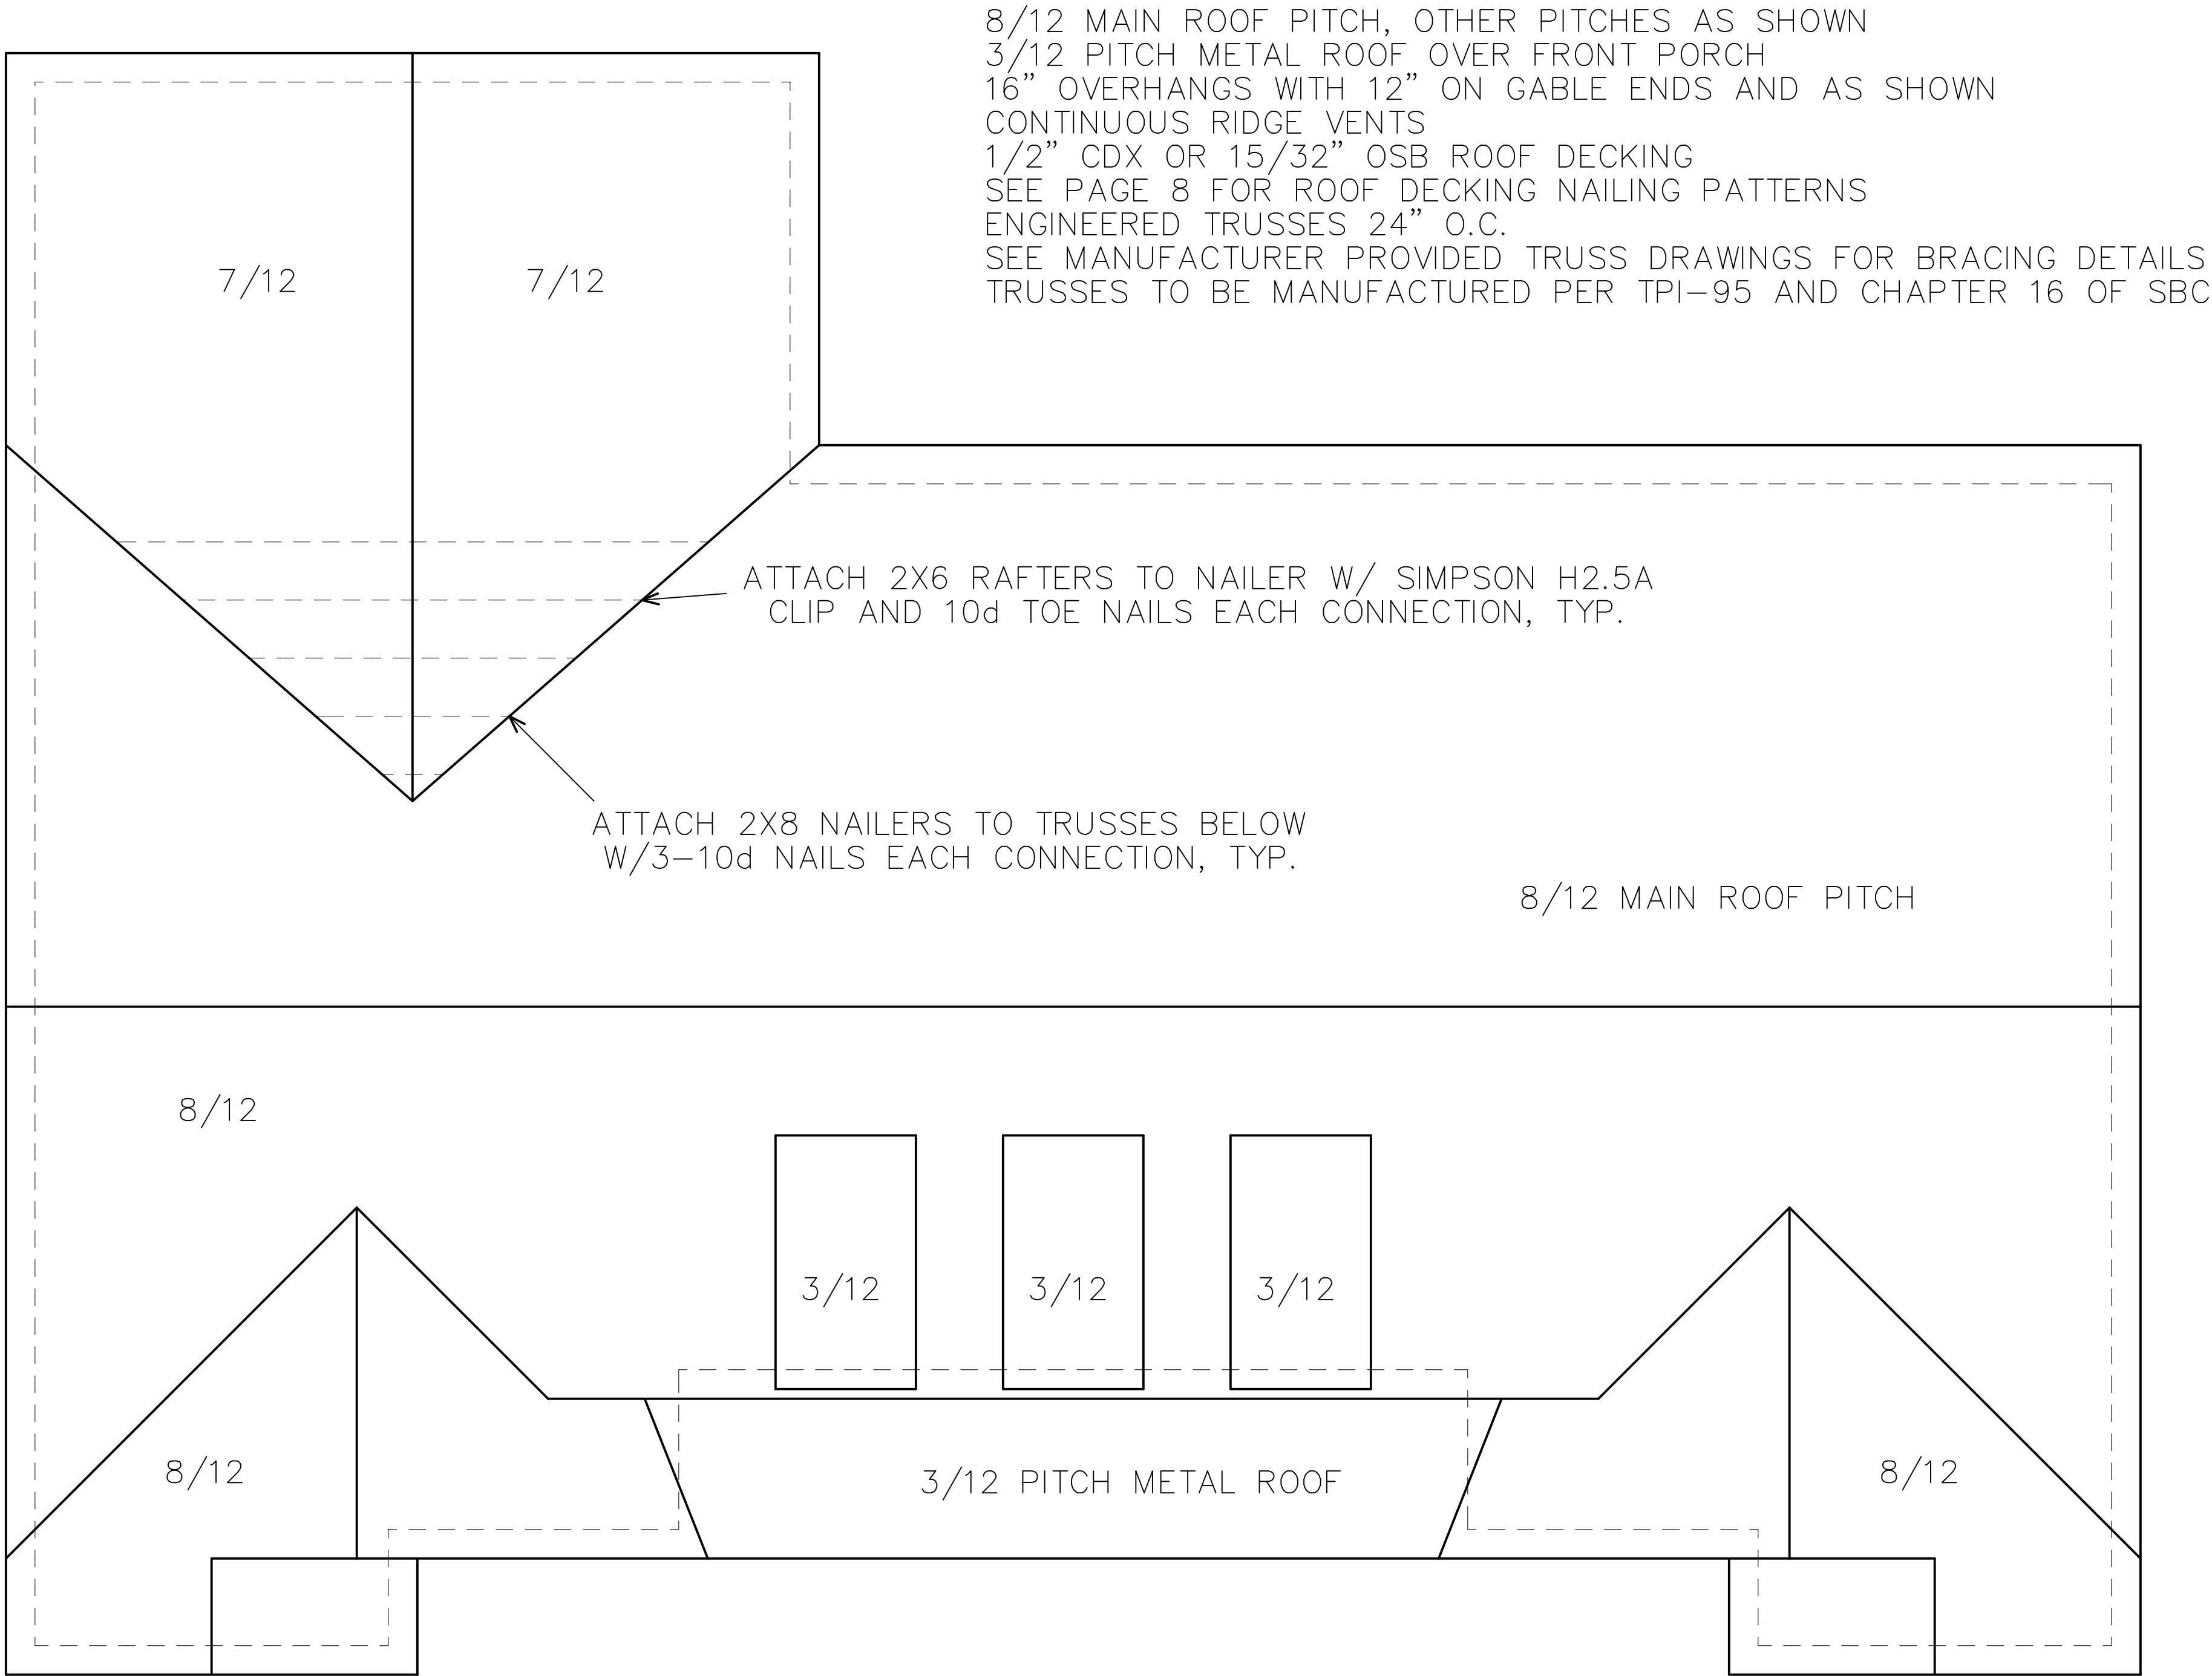 8/12 MAIN ROOF PITCH, OTHER PITCHES AS SHOWN
3/12 PITCH METAL ROOF OVER FRONT PORCH
16" OVERHANGS WITH 12" ON GABLE ENDS AND AS SHOWN
CONTINUOUS RIDGE VENTS
1/2" CDX OR 15/32" OSB ROOF DECKING
SEE PAGE 8 FOR ROOF DECKING NAILING PATTERNS
ENGINEERED TRUSSES 24" O.C.
SEE MANUFACTURER PROVIDED TRUSS DRAWINGS FOR BRACING DETAILS
TRUSSES TO BE MANUFACTURED PER TPI-95 AND CHAPTER 16 OF SBC
7/12
7/12
ATTACH 2X6 RAFTERS TO NAILER W/ SIMPSON H2.5A
CLIP AND 10d TOE NAILS EACH CONNECTION, TYP.
ATTACH 2X8 NAILERS TO TRUSSES BELOW
W/3-10d NAILS EACH CONNECTION, TYP.
8/12 MAIN ROOF PITCH
8/12
3/12
3/12
3/12
8/12
3/12 PITCH METAL ROOF
8/12